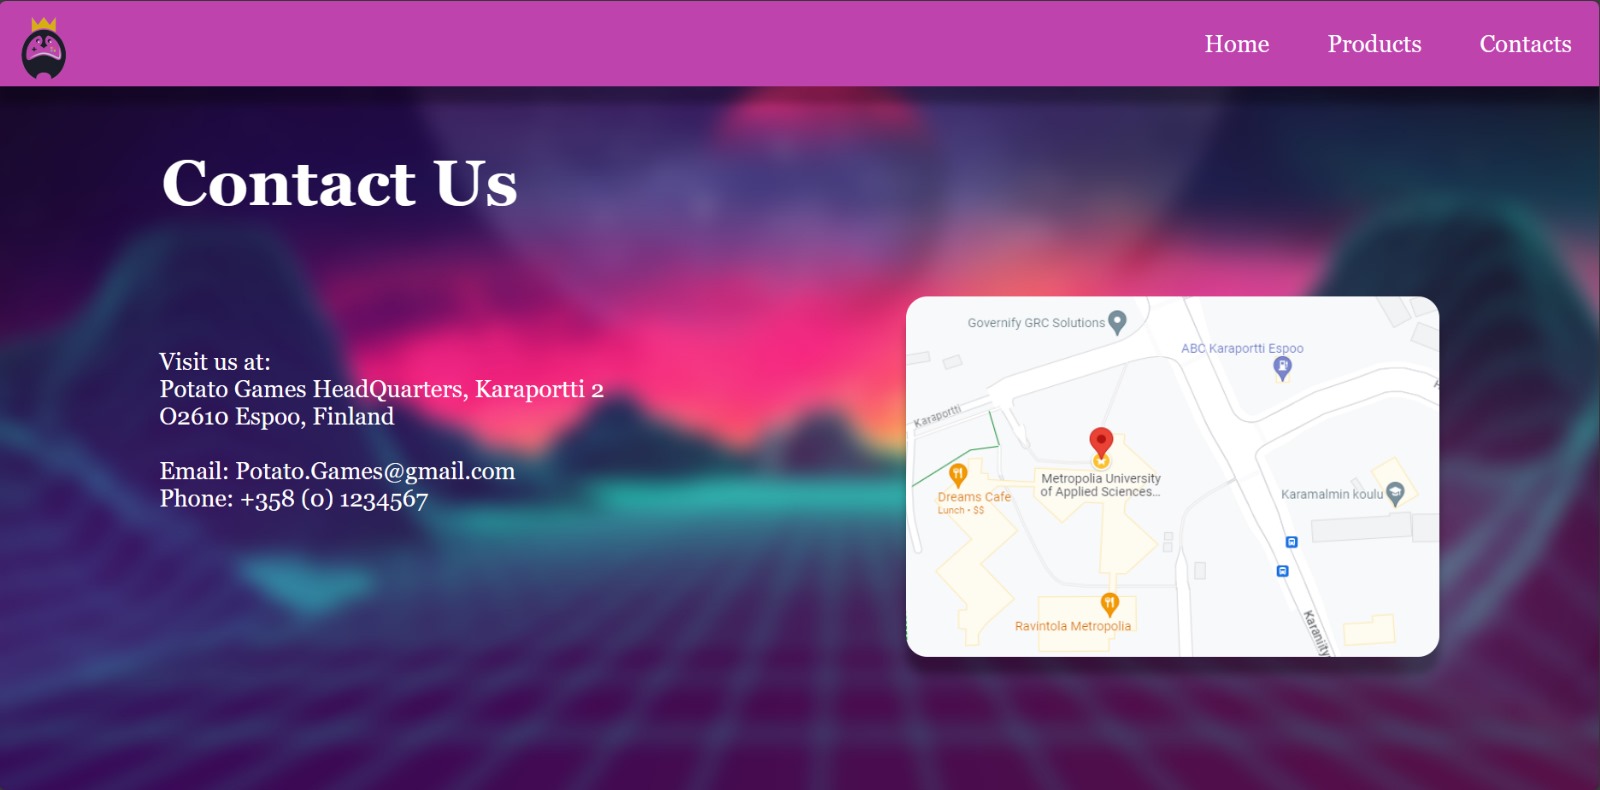 Home Products Contacts
Contact Us
Visit us at:
Potato Games HeadQuarters, Karaportti 2
O2610 Espoo, Finland
Email: Potato.Games@gmail.com
Phone: +358 (0) 1234567
Governify GRC Solutions
ABC Karaportti Espoo
Karaportti
Metropolia University
of Applied Sciences...
Dreams Cafe
Lunch • $$
Karamalmin koulu
Ravintola Metropolia